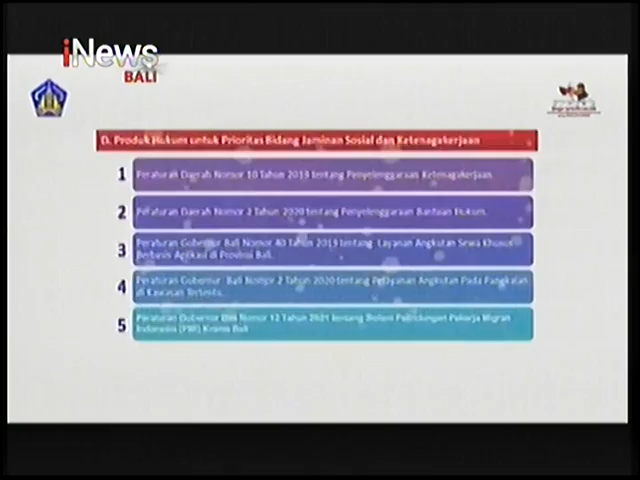 iNews
BALI
D. Produk Hukum untuk Prioritas Bidang Jaminan Sosial dan Ketenagakerjaan
1 Peraturan Daerah Nomor 10 Tahun 2019 tentang Penyelenggaraan Ketenagakerjaan.
2 Peraturan Daerah Nomor 2 Tahun 2020 tentang Penyelenggaraan Bantuan Hukum.
3 Peraturan Gubernur Bali Nomor 40 Tahun 2019 tentang Layanan Angkutan Sewa Khusus
Berbasis Aplikasi di Provinsi Bali.
4 Peraturan Gubernur Bali Nomor 2 Tahun 2020 tentang Pelayanan Angkutan Pada Pangkalan
di Kawasan Tertentu.
5 Peraturan Gubernur Bali Nomor 12 Tahun 2021 tentang Sistem Pelindungan Pekerja Migran
Indonesia (PMI) Krama Bali